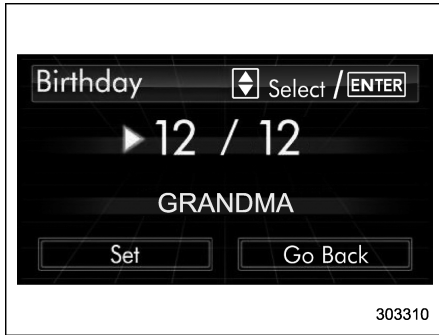 Birthday Select / ENTER
12 / 12
GRANDMA
Set Go Back
303310